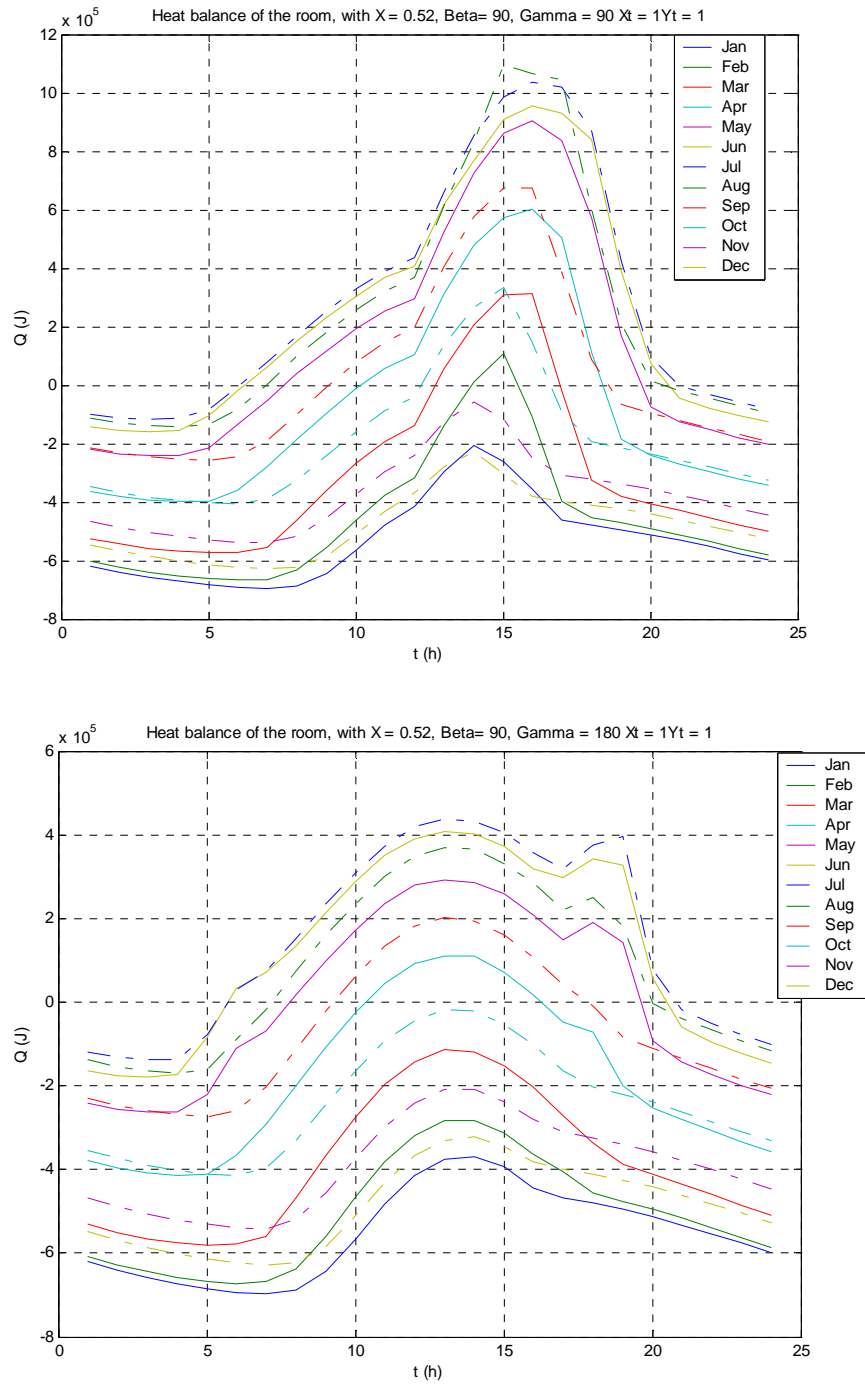 Heat balance of the room, with X = 0.52, Beta= 90, Gamma = 90 Xt = 1Yt = 1
x 10^5
12
10
8
6
4
2
0
-2
-4
-6
-8
Q (J)
0 5 10 15 20 25
t (h)
Jan
Feb
Mar
Apr
May
Jun
Jul
Aug
Sep
Oct
Nov
Dec
Heat balance of the room, with X = 0.52, Beta= 90, Gamma = 180 Xt = 1Yt = 1
x 10^5
6
4
2
0
-2
-4
-6
-8
Q (J)
0 5 10 15 20 25
t (h)
Jan
Feb
Mar
Apr
May
Jun
Jul
Aug
Sep
Oct
Nov
Dec